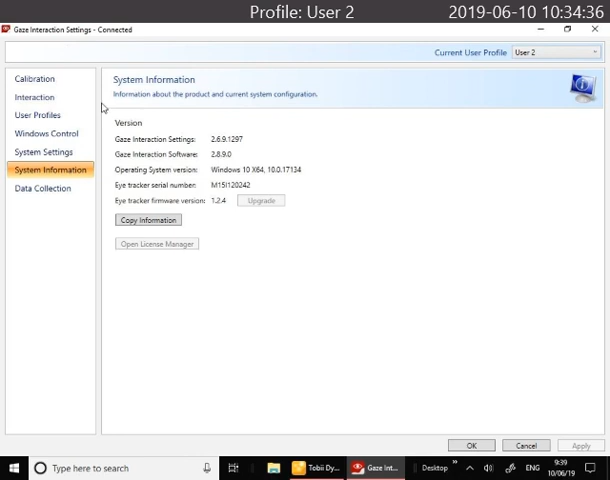 Profile: User 2 2019-06-10 10:34:36
Gaze Interaction Settings - Connected
Current User Profile User 2
Calibration
Interaction
User Profiles
Windows Control
System Settings
System Information
Data Collection
System Information
Information about the product and current system configuration.
Version
Gaze Interaction Settings: 2.6.9.1297
Gaze Interaction Software: 2.8.9.0
Operating System version: Windows 10 X64, 10.0.17134
Eye tracker serial number: M15I120242
Eye tracker firmware version: 1.2.4 Upgrade
Copy Information
Open License Manager
OK Cancel Apply
Type here to search Tobii Dy... Gaze Int... Desktop ENG 9:39
10/06/19